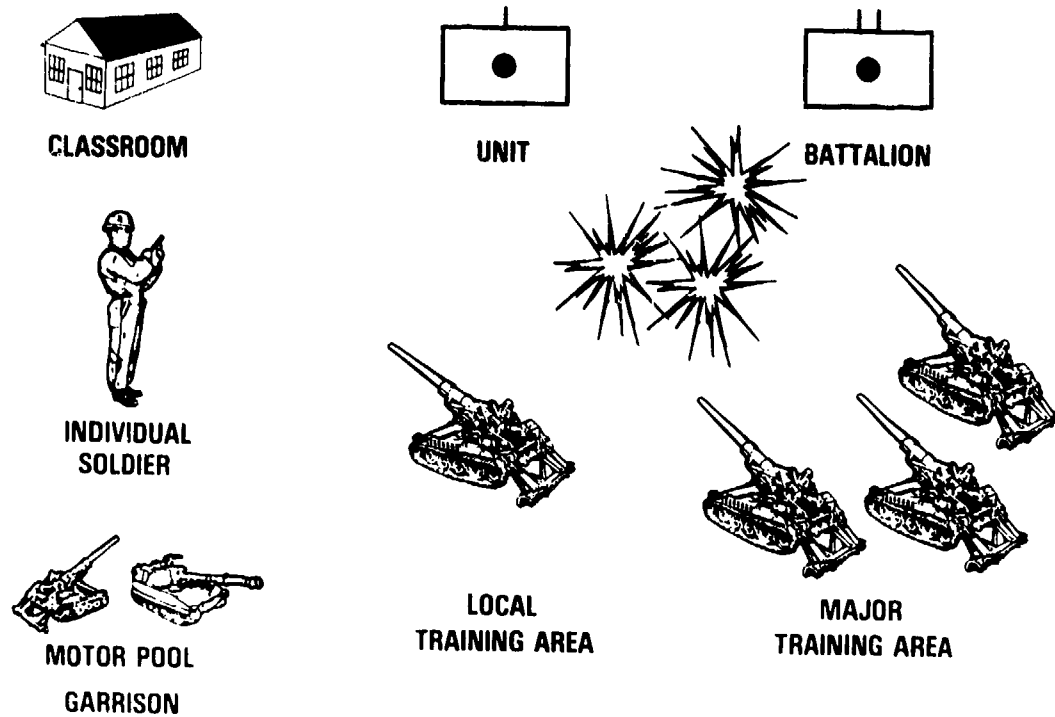 CLASSROOM
UNIT
BATTALION
INDIVIDUAL
SOLDIER
LOCAL
TRAINING AREA
MAJOR
TRAINING AREA
MOTOR POOL
GARRISON